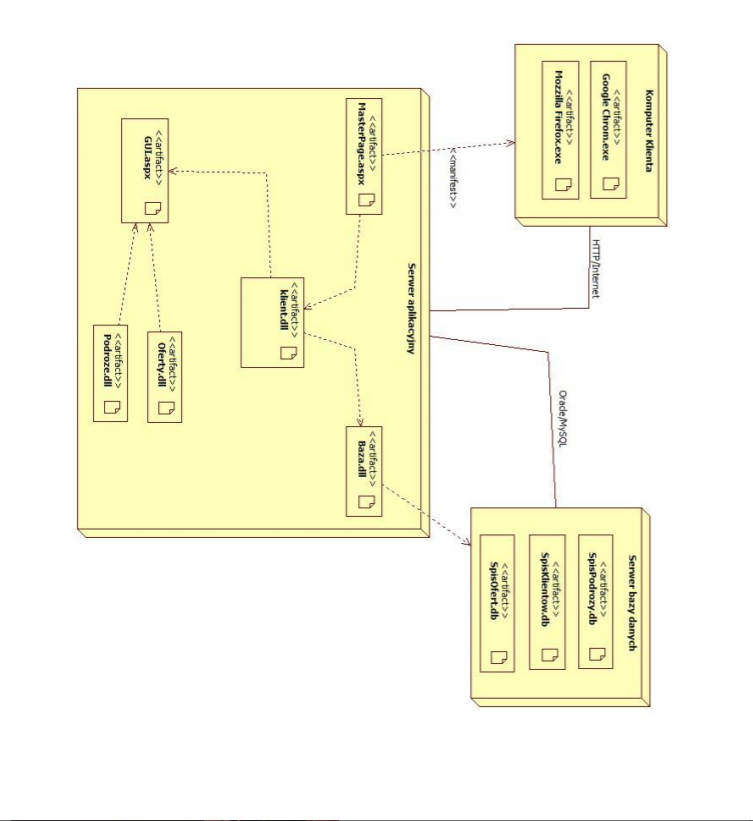 Komputer Klienta
<<artifact>>
Google Chrom.exe
<<artifact>>
Mozzilla Firefox.exe
HTTP/Internet
<<manifest>>
Serwer aplikacyjny
<<artifact>>
MasterPage.aspx
<<artifact>>
klient.dll
<<artifact>>
Baza.dll
<<artifact>>
GUI.aspx
<<artifact>>
Oferty.dll
<<artifact>>
Podroze.dll
Oracle/MySQL
Serwer bazy danych
<<artifact>>
SpisPodrozy.db
<<artifact>>
SpisKlientow.db
<<artifact>>
SpisOfert.db